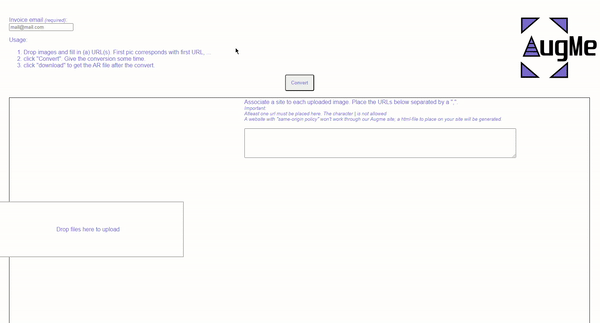 Invoice email (required)
mail@mail.com
AugMe
Usage:
1. Drop images and fill in (a) URL(s). First pic corresponds with first URL, ...
2. click "Convert". Give the conversion some time.
3. click "download" to get the AR file after the convert.
Convert
Associate a site to each uploaded image. Place the URLs below separated by a ","
Important:
Atleast one url must be placed here. The character | is not allowed.
A website with "same-origin policy" won't work through our Augme site, a html-file to place on your site will be generated.
Drop files here to upload